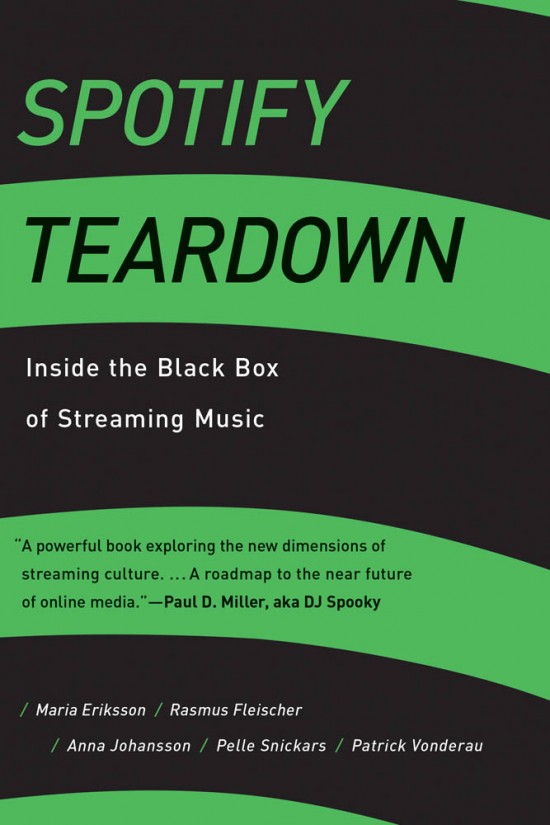 SPOTIFY
TEARDOWN
Inside the Black Box
of Streaming Music
“A powerful book exploring the new dimensions of
streaming culture. ... A roadmap to the near future
of online media.”—Paul D. Miller, aka DJ Spooky
/ Maria Eriksson / Rasmus Fleischer
/ Anna Johansson / Pelle Snickars / Patrick Vonderau